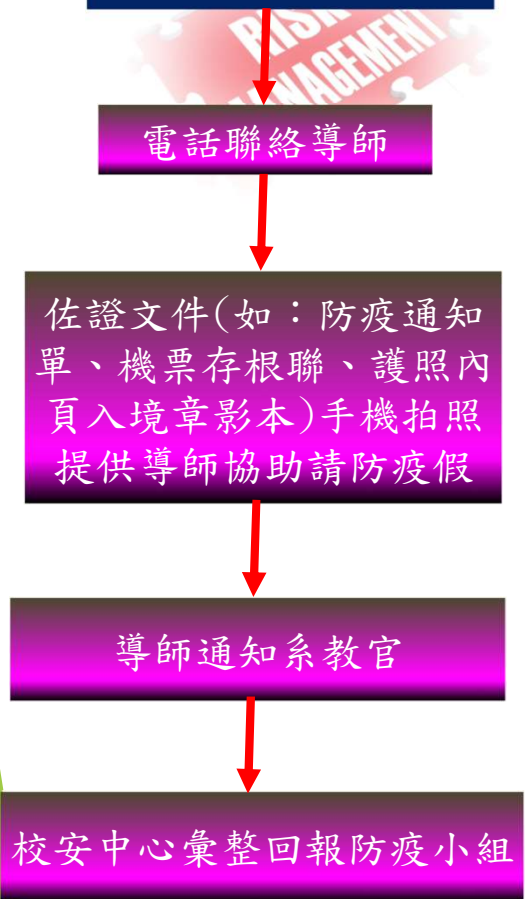 RISK
MANAGEMENT
電話聯絡導師
佐證文件(如：防疫通知
單、機票存根聯、護照內
頁入境章影本)手機拍照
提供導師協助請防疫假
導師通知系教官
校安中心彙整回報防疫小組